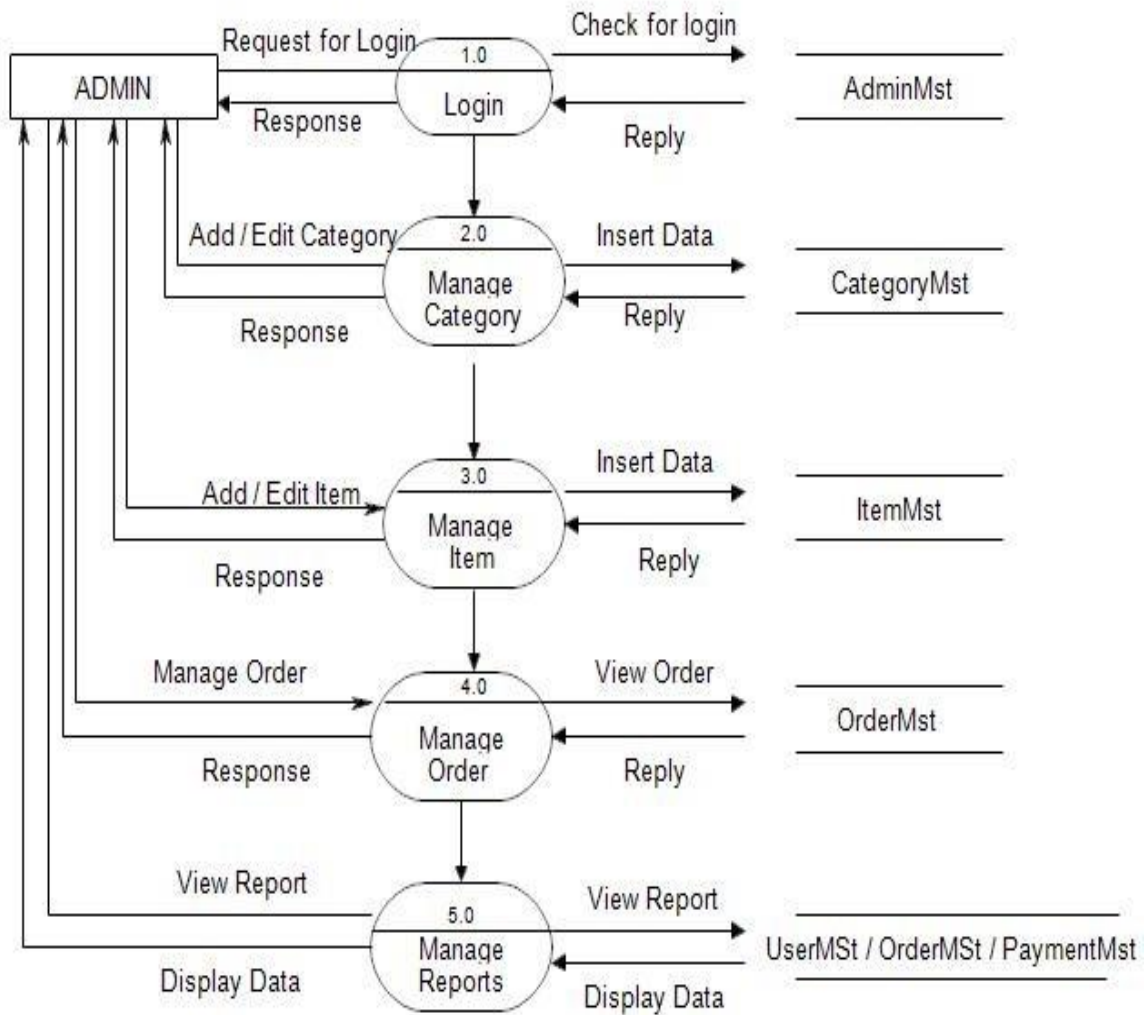 Request for Login
1.0
Check for login
ADMIN
Login
AdminMst
Response
Reply
Add / Edit Category
2.0
Insert Data
Manage
Category
CategoryMst
Response
Reply
3.0
Insert Data
Add / Edit Item
Manage
Item
ItemMst
Response
Reply
Manage Order
4.0
View Order
Manage
Order
OrderMst
Response
Reply
View Report
5.0
View Report
Manage
Reports
UserMSt / OrderMSt / PaymentMst
Display Data
Display Data